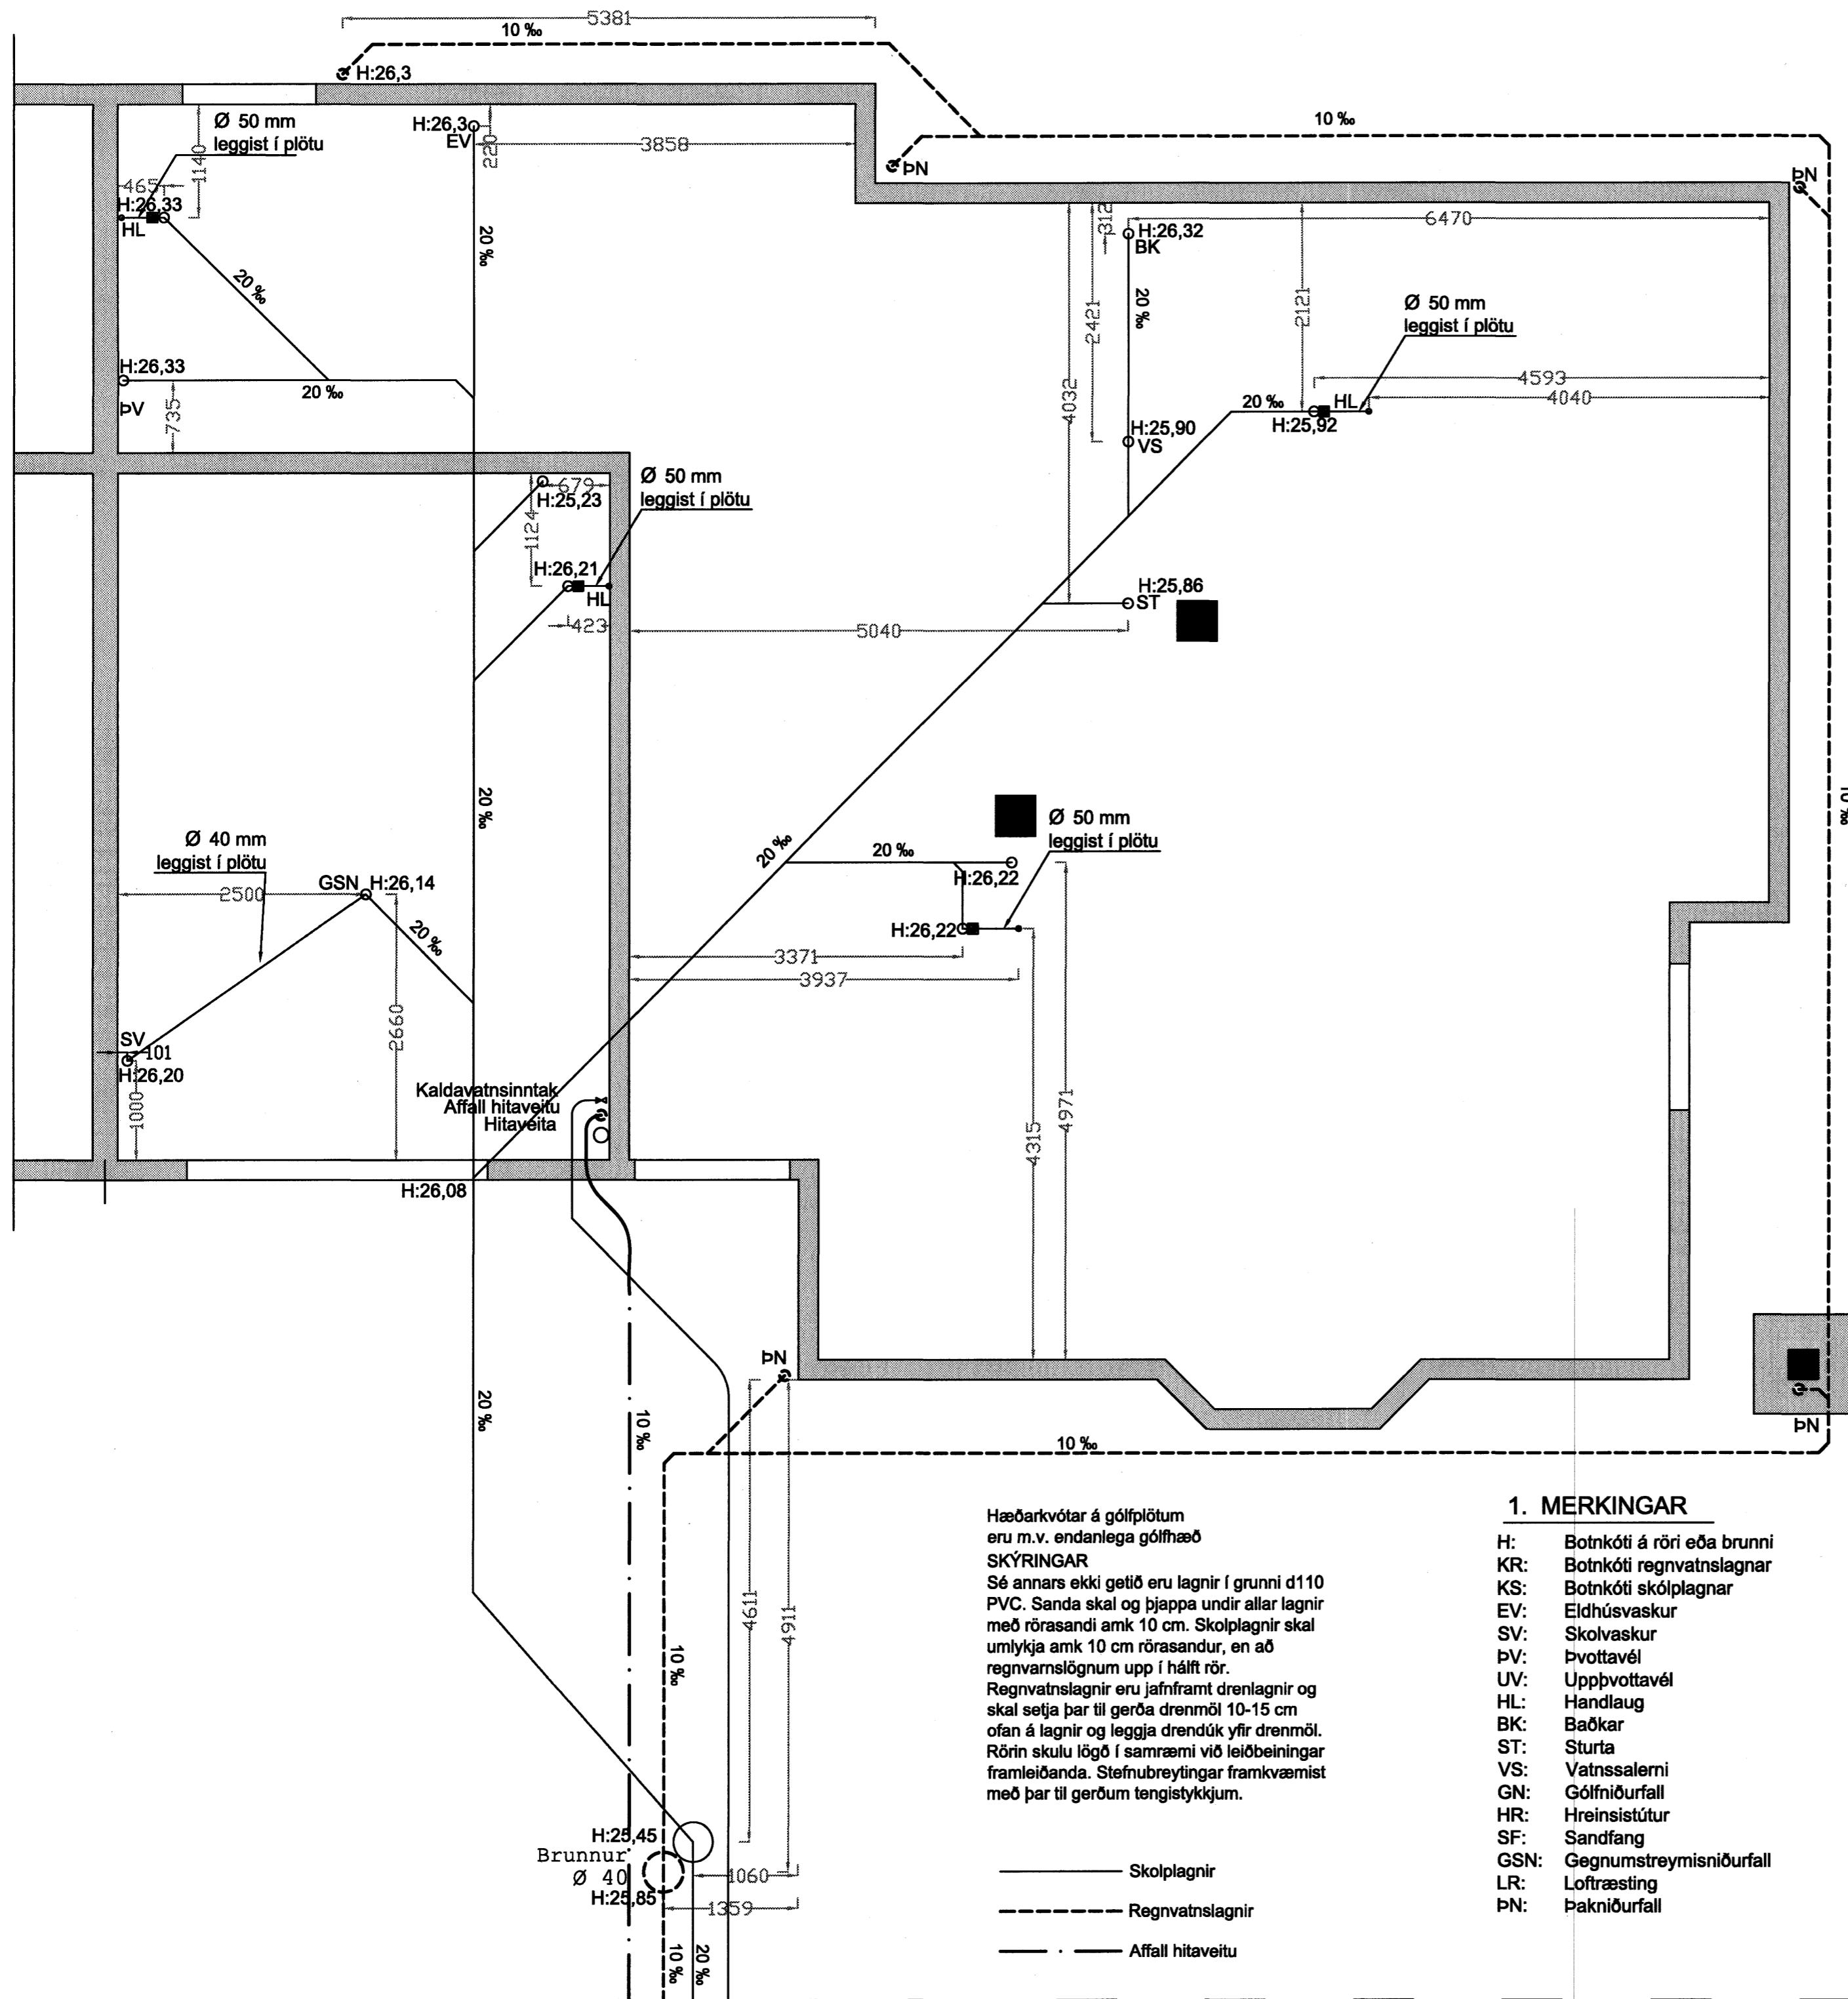 5381
10 ‰
H:26,3
Ø 50 mm
leggist í plötu
1140
H:26,3
EV
220
3858
10 ‰
ÞN
ÞN
465
H:26,33
HL
20 ‰
20 ‰
312
H:26,32
BK
6470
20 ‰
2421
2121
Ø 50 mm
leggist í plötu
H:26,33
ÞV
20 ‰
735
4032
4593
4040
20 ‰
HL
H:25,92
H:25,90
VS
679
H:25,23
Ø 50 mm
leggist í plötu
1124
H:26,21
HL
423
H:25,86
ST
5040
20 ‰
10 ‰
Ø 40 mm
leggist í plötu
2500
GSN
H:26,14
20 ‰
20 ‰
20 ‰
Ø 50 mm
leggist í plötu
H:26,22
H:26,22
3371
3937
2660
SV
101
H:26,20
1000
Kaldavatnsinntak
Affall hitaveitu
Hitaveita
4315
4971
H:26,08
ÞN
20 ‰
10 ‰
10 ‰
ÞN
4611
4911
10 ‰
H:25,45
Brunnur
Ø 40
H:25,85
1060
1359
10 ‰
20 ‰
Hæðarkvótar á gólfplötum
eru m.v. endanlega gólfhæð
SKÝRINGAR
Sé annars ekki getið eru lagnir í grunni d110
PVC. Sanda skal og þjappa undir allar lagnir
með rörasandi amk 10 cm. Skolplagnir skal
umlykja amk 10 cm rörasandur, en að
regnvarnslögnum upp í hálft rör.
Regnvatnslagnir eru jafnframt drenlagnir og
skal setja þar til gerða drenmöl 10-15 cm
ofan á lagnir og leggja drendúk yfir drenmöl.
Rörin skulu lögð í samræmi við leiðbeiningar
framleiðanda. Stefnubreytingar framkvæmist
með þar til gerðum tengistykkjum.
Skolplagnir
Regnvatnslagnir
Affall hitaveitu
1. MERKINGAR
H: Botnkóti á röri eða brunni
KR: Botnkóti regnvatnslagnar
KS: Botnkóti skólplagnar
EV: Eldhúsvaskur
SV: Skolvaskur
ÞV: Þvottavél
UV: Uppþvottavél
HL: Handlaug
BK: Baðkar
ST: Sturta
VS: Vatnssalerni
GN: Gólfniðurfall
HR: Hreinsistútur
SF: Sandfang
GSN: Gegnumstreymisniðurfall
LR: Loftræsting
ÞN: Þakniðurfall